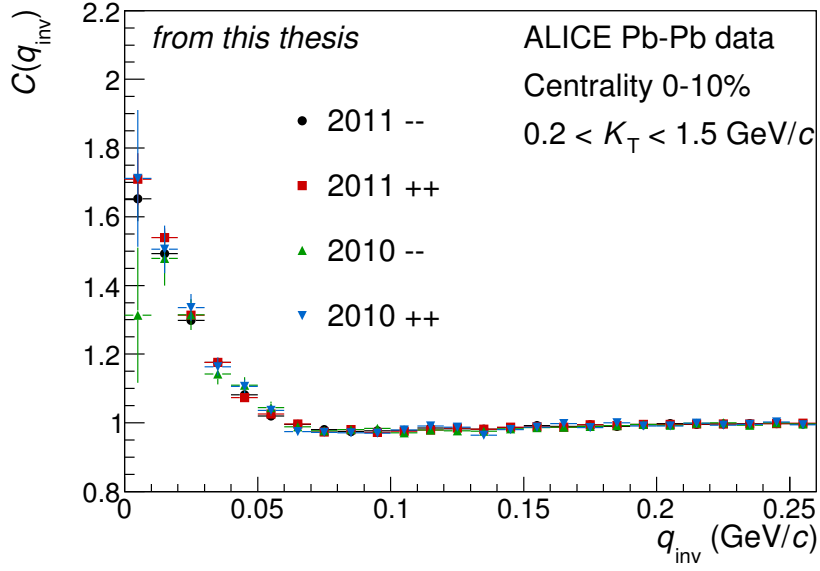 from this thesis
ALICE Pb-Pb data
Centrality 0-10%
0.2 < K_T < 1.5 GeV/c
2011 --
2011 ++
2010 --
2010 ++
C(q_inv)
2.2
2
1.8
1.6
1.4
1.2
1
0.8
0 0.05 0.1 0.15 0.2 0.25
q_inv (GeV/c)